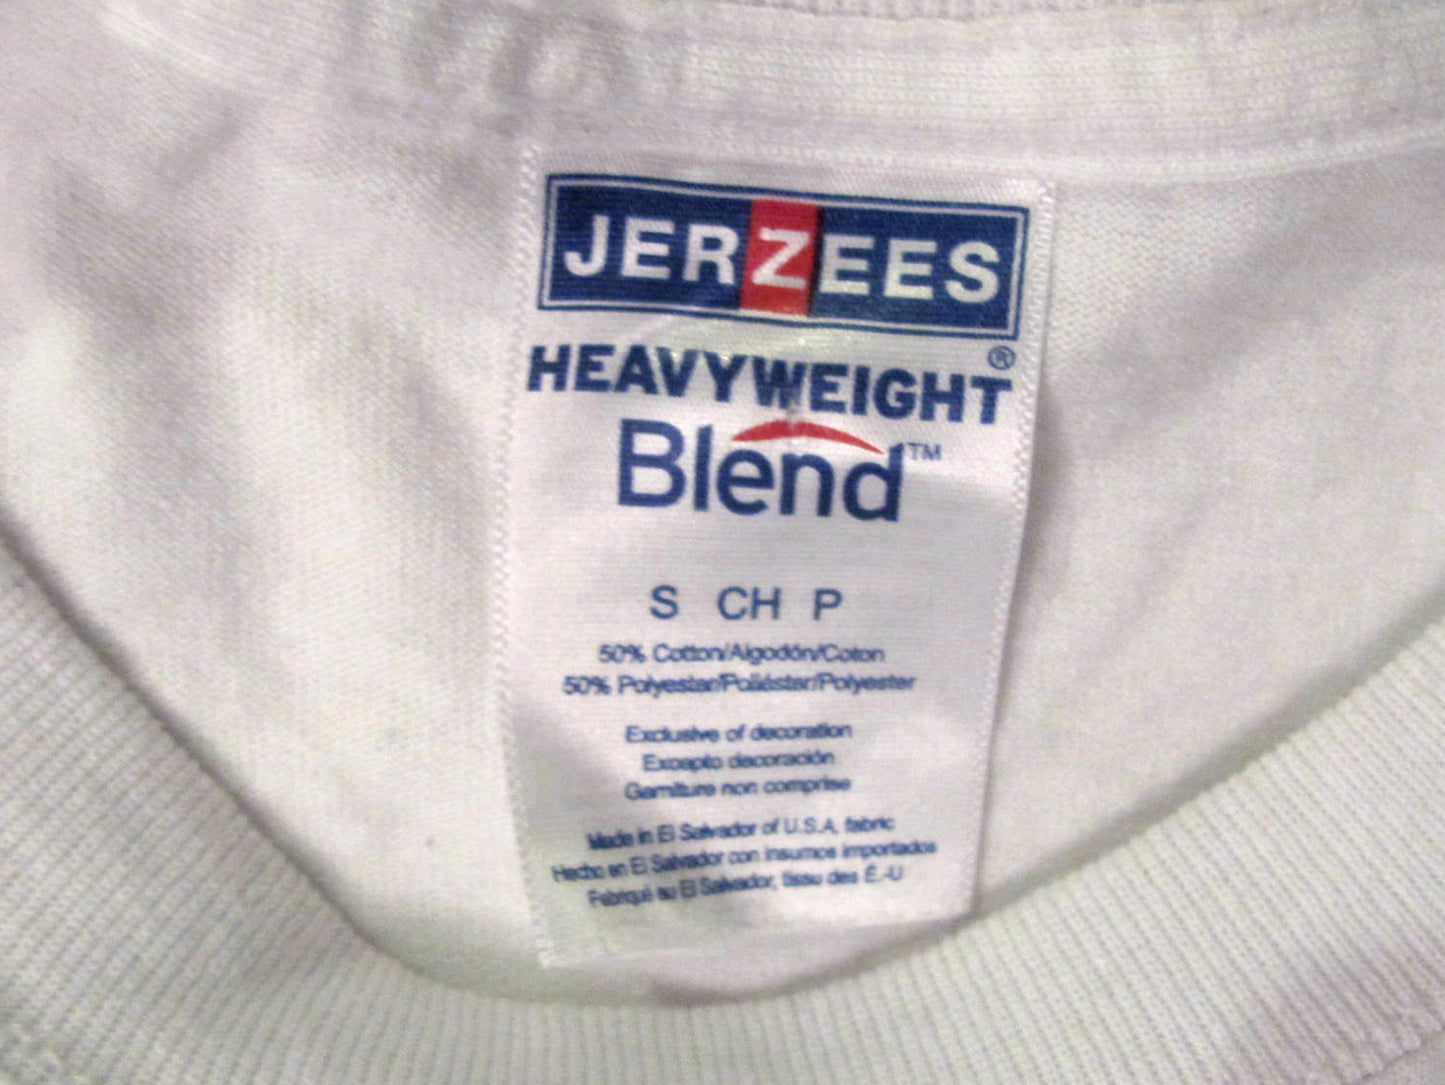 JERZEES
HEAVYWEIGHT®
Blend™
S CH P
50% Cotton/Algodón/Coton
50% Polyester/Poliéster/Polyester
Exclusive of decoration
Excepto decoración
Garniture non comprise
Made in El Salvador of U.S.A. fabric
Hecho en El Salvador con insumos importados
Fabriqué au El Salvador, tissu des É.-U